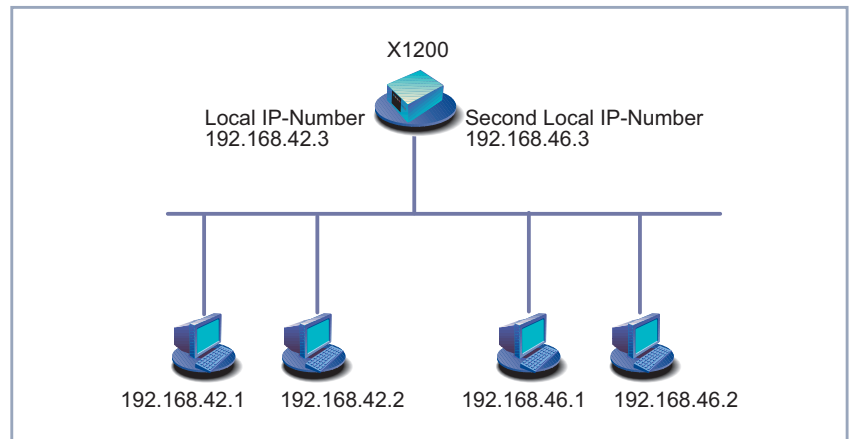 X1200
Local IP-Number
192.168.42.3
Second Local IP-Number
192.168.46.3
192.168.42.1
192.168.42.2
192.168.46.1
192.168.46.2